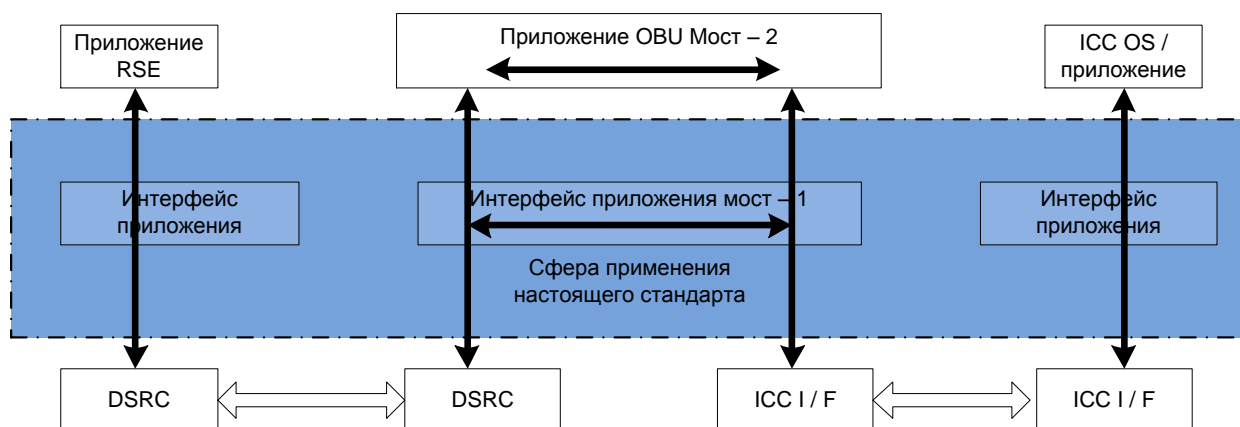 Приложение
RSE
Приложение OBU Мост – 2
ICC OS /
приложение
Интерфейс
приложения
Интерфейс приложения мост – 1
Интерфейс
приложения
Сфера применения
настоящего стандарта
DSRC
DSRC
ICC I / F
ICC I / F